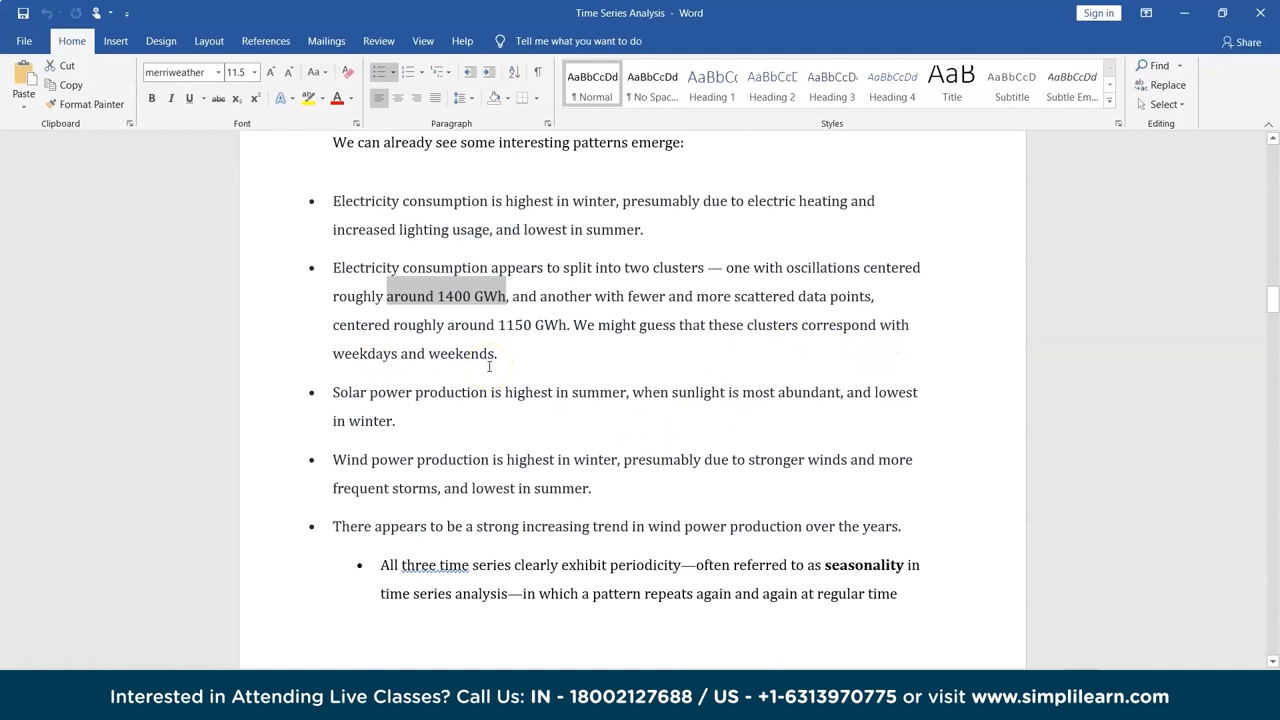 Time Series Analysis - Word
Sign in
File Home Insert Design Layout References Mailings Review View Help Tell me what you want to do
Share
Paste
Cut
Copy
Format Painter
Clipboard
merriweather 11.5
Font
Paragraph
AaBbCcDd AaBbCcDd AaBbCc AaBbCcE AaBbCcD AaBbCcD AaB AaBbCcD AaBbCcD
¶ Normal ¶ No Spac... Heading 1 Heading 2 Heading 3 Heading 4 Title Subtitle Subtle Em...
Styles
Find
Replace
Select
Editing
We can already see some interesting patterns emerge:
• Electricity consumption is highest in winter, presumably due to electric heating and
increased lighting usage, and lowest in summer.
• Electricity consumption appears to split into two clusters — one with oscillations centered
roughly around 1400 GWh, and another with fewer and more scattered data points,
centered roughly around 1150 GWh. We might guess that these clusters correspond with
weekdays and weekends.
• Solar power production is highest in summer, when sunlight is most abundant, and lowest
in winter.
• Wind power production is highest in winter, presumably due to stronger winds and more
frequent storms, and lowest in summer.
• There appears to be a strong increasing trend in wind power production over the years.
• All three time series clearly exhibit periodicity—often referred to as seasonality in
time series analysis—in which a pattern repeats again and again at regular time
Interested in Attending Live Classes? Call Us: IN - 18002127688 / US - +1-6313970775 or visit www.simplilearn.com